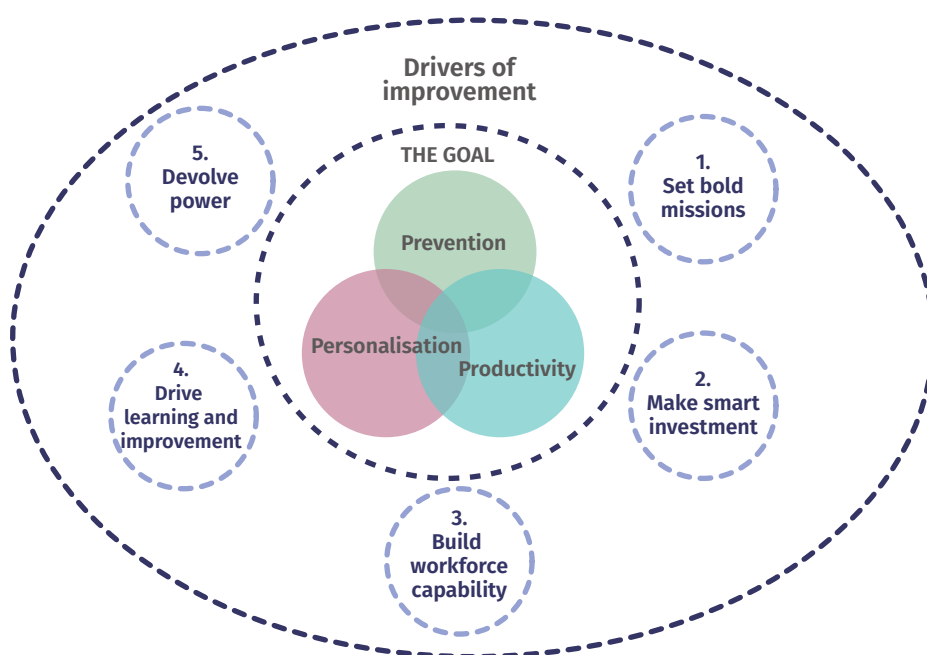 Drivers of
improvement
THE GOAL
Prevention
Personalisation
Productivity
1.
Set bold
missions
2.
Make smart
investment
3.
Build
workforce
capability
4.
Drive
learning and
improvement
5.
Devolve
power